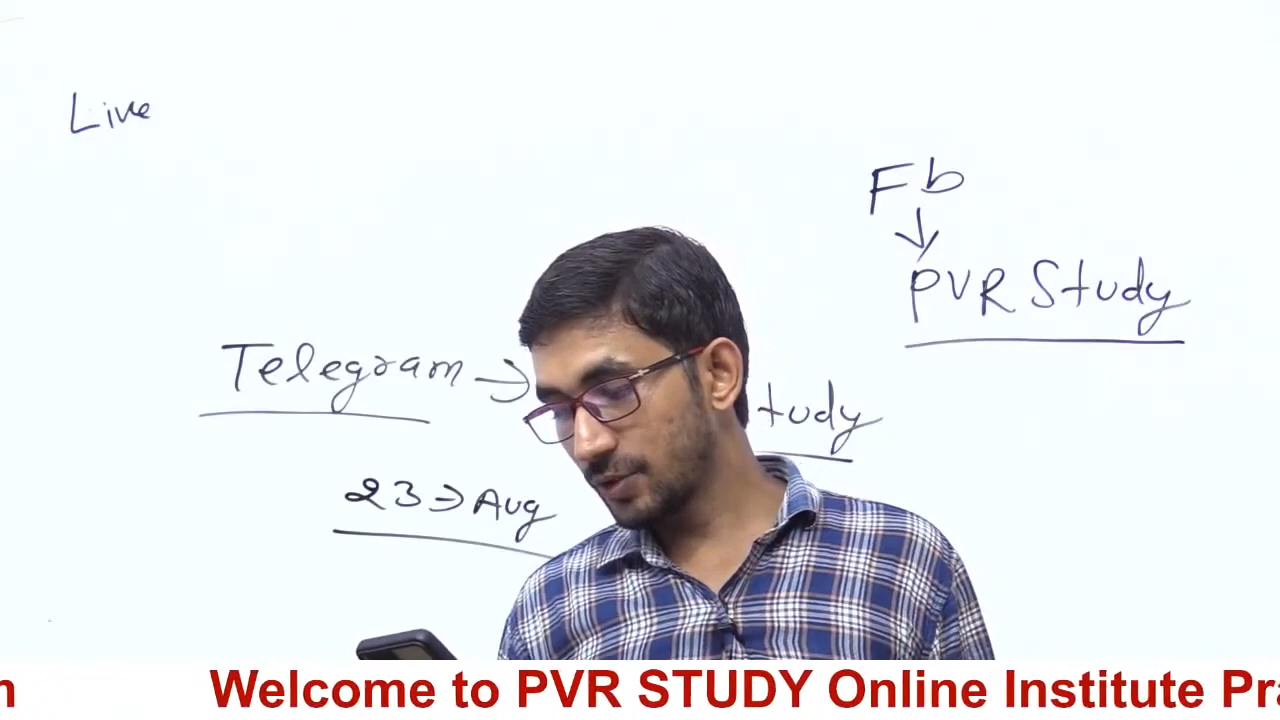 Live
Fb
↓
PVR Study
Telegram → tudy
23 → Aug
n Welcome to PVR STUDY Online Institute Pra